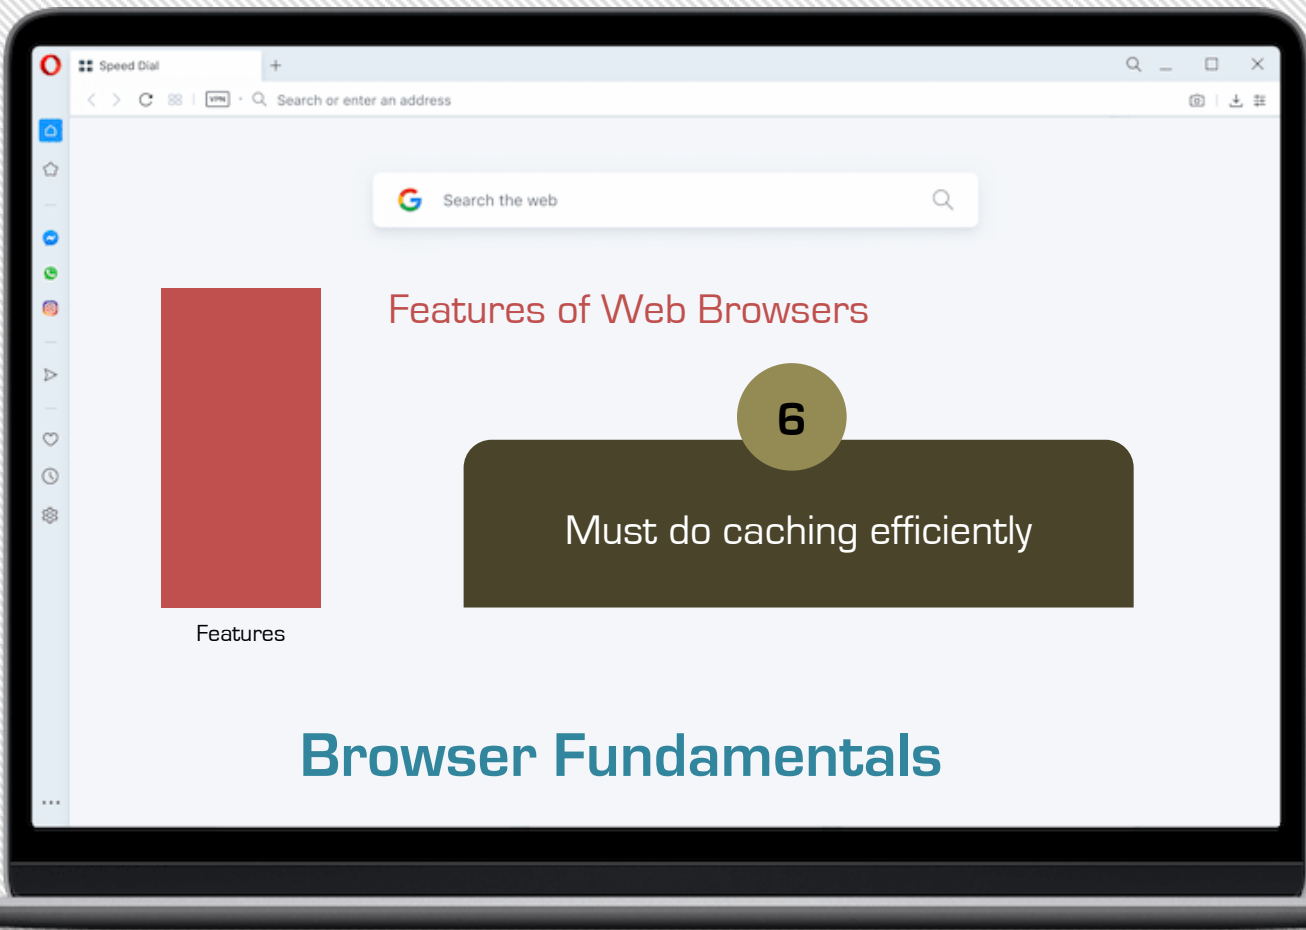 Speed Dial
VPN
Search or enter an address
Search the web
Features of Web Browsers
6
Must do caching efficiently
Features
Browser Fundamentals